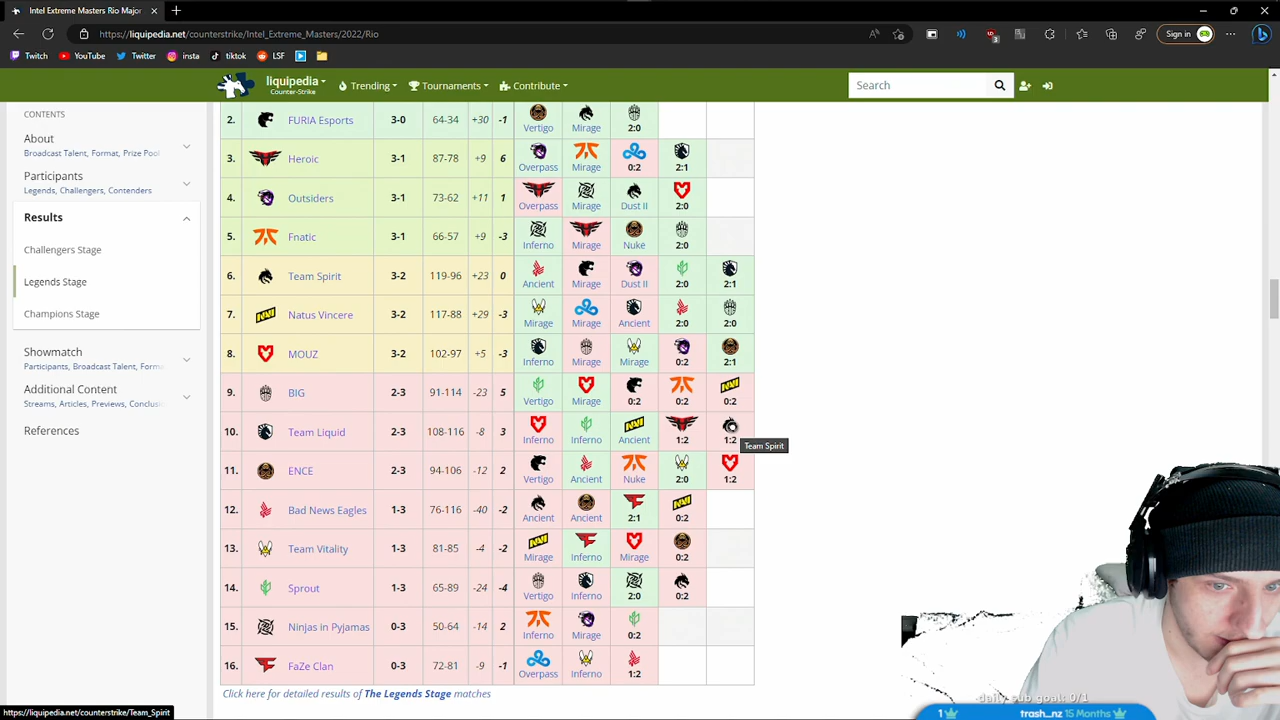 Intel Extreme Masters Rio Major
https://liquipedia.net/counterstrike/Intel_Extreme_Masters/2022/Rio
Sign in
Twitch YouTube Twitter insta tiktok LSF
liquipedia
Counter-Strike
Trending Tournaments Contribute
Search
CONTENTS
About
Broadcast Talent, Format, Prize Pool
Participants
Legends, Challengers, Contenders
Results
Challengers Stage
Legends Stage
Champions Stage
Showmatch
Participants, Broadcast Talent, Forma
Additional Content
Streams, Articles, Previews, Conclusi
References
2. FURIA Esports 3-0 64-34 +30 -1 Vertigo Mirage 2:0
3. Heroic 3-1 87-78 +9 6 Overpass Mirage 0:2 2:1
4. Outsiders 3-1 73-62 +11 1 Overpass Mirage Dust II 2:0
5. Fnatic 3-1 66-57 +9 -3 Inferno Mirage Nuke 2:0
6. Team Spirit 3-2 119-96 +23 0 Ancient Mirage Dust II 2:0 2:1
7. Natus Vincere 3-2 117-88 +29 -3 Mirage Mirage Ancient 2:0 2:0
8. MOUZ 3-2 102-97 +5 -3 Inferno Mirage Mirage 0:2 2:1
9. BIG 2-3 91-114 -23 5 Vertigo Mirage 0:2 0:2 0:2
10. Team Liquid 2-3 108-116 -8 3 Inferno Inferno Ancient 1:2 1:2
Team Spirit
11. ENCE 2-3 94-106 -12 2 Vertigo Ancient Nuke 2:0 1:2
12. Bad News Eagles 1-3 76-116 -40 -2 Ancient Ancient 2:1 0:2
13. Team Vitality 1-3 81-85 -4 -2 Mirage Inferno Mirage 0:2
14. Sprout 1-3 65-89 -24 -4 Vertigo Inferno 2:0 0:2
15. Ninjas in Pyjamas 0-3 50-64 -14 2 Inferno Mirage 0:2
16. FaZe Clan 0-3 72-81 -9 -1 Overpass Inferno 1:2
Click here for detailed results of The Legends Stage matches
daily sub goal: 0/1
https://liquipedia.net/counterstrike/Team_Spirit
1 trash_nz 15 Months